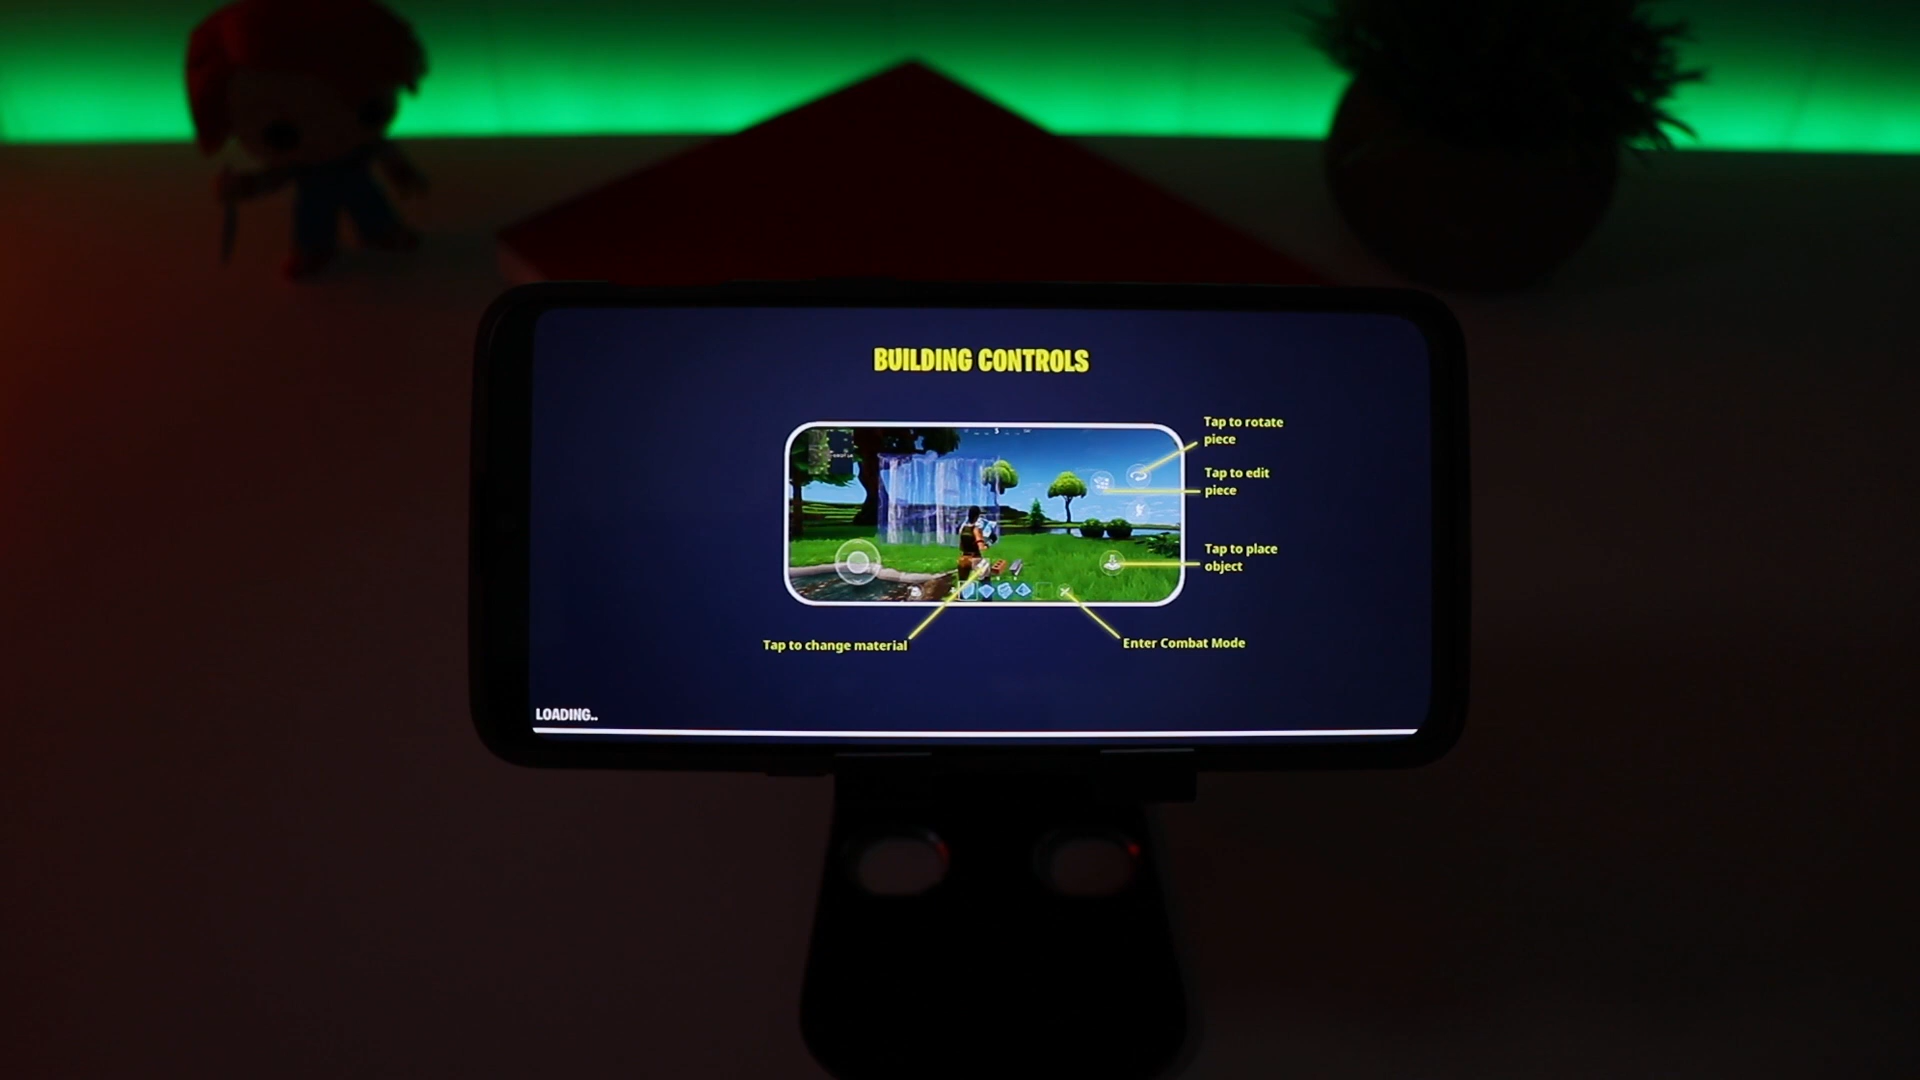 BUILDING CONTROLS
Tap to rotate
piece
Tap to edit
piece
Tap to place
object
Tap to change material
Enter Combat Mode
LOADING..